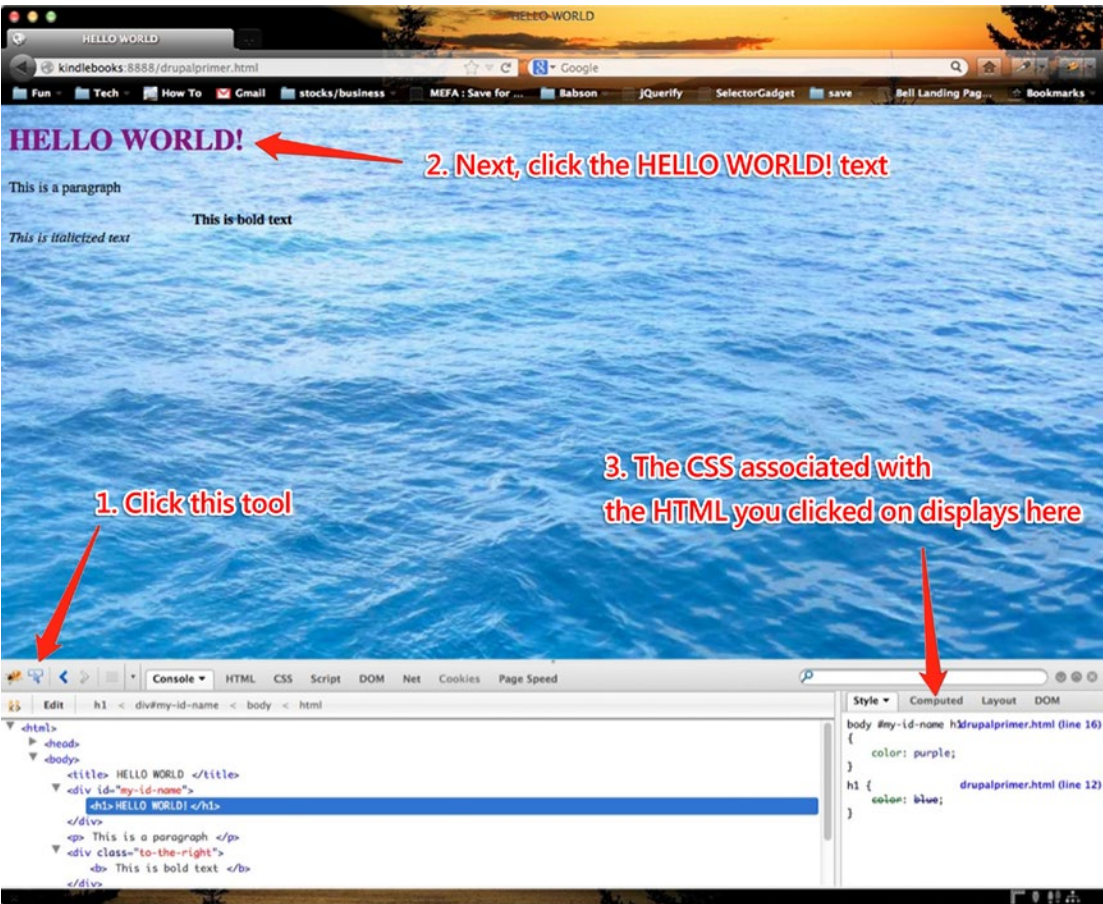 HELLO WORLD
HELLO WORLD
kindlebooks:8888/drupalprimer.html
Google
Fun Tech How To Gmail stocks/business MEFA : Save for ... Babson jQuerify SelectorGadget save Bell Landing Pag... Bookmarks
HELLO WORLD!
2. Next, click the HELLO WORLD! text
This is a paragraph
This is bold text
This is italicized text
3. The CSS associated with
the HTML you clicked on displays here
1. Click this tool
Console HTML CSS Script DOM Net Cookies Page Speed
Edit h1 < div#my-id-name < body < html
Style Computed Layout DOM
<html>
<head>
<body>
<title> HELLO WORLD </title>
<div id="my-id-name">
<h1> HELLO WORLD! </h1>
</div>
<p> This is a paragraph </p>
<div class="to-the-right">
<b> This is bold text </b>
</div>
body #my-id-name h1 drupalprimer.html (line 16)
{
color: purple;
}
h1 { drupalprimer.html (line 12)
color: blue;
}